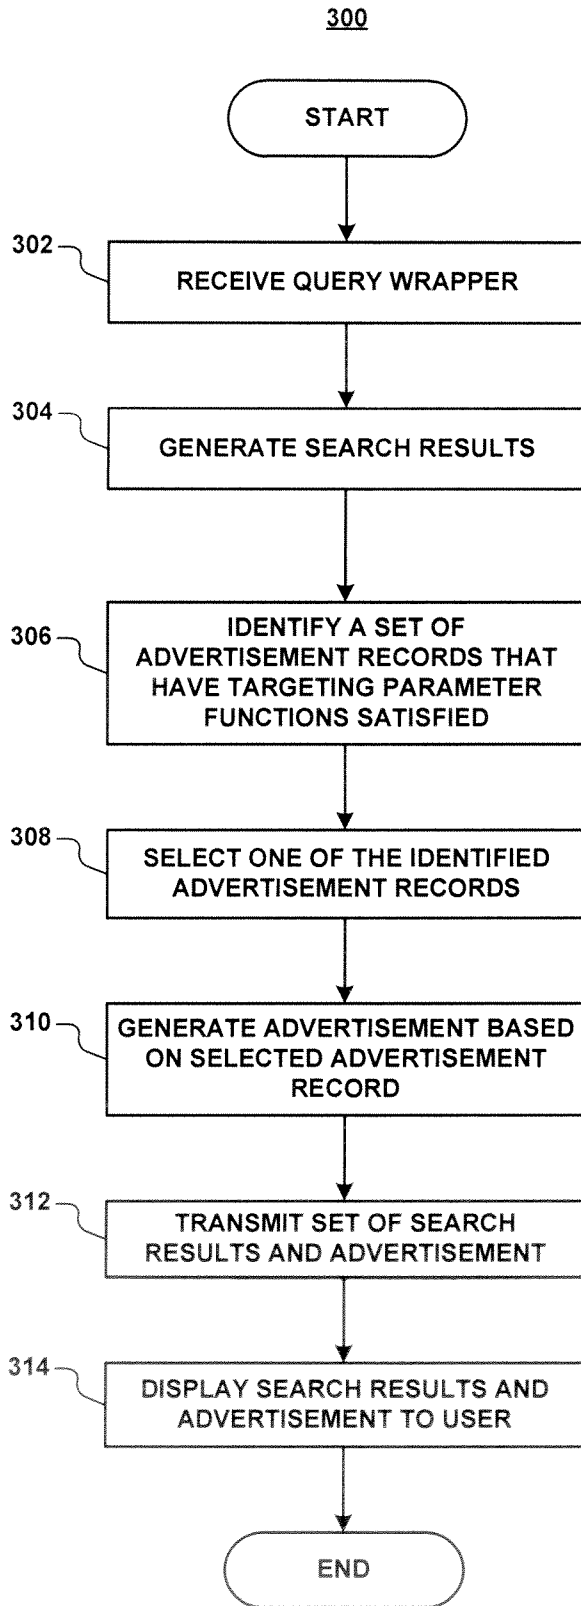 300
START
302
RECEIVE QUERY WRAPPER
304
GENERATE SEARCH RESULTS
306
IDENTIFY A SET OF
ADVERTISEMENT RECORDS THAT
HAVE TARGETING PARAMETER
FUNCTIONS SATISFIED
308
SELECT ONE OF THE IDENTIFIED
ADVERTISEMENT RECORDS
310
GENERATE ADVERTISEMENT BASED
ON SELECTED ADVERTISEMENT
RECORD
312
TRANSMIT SET OF SEARCH
RESULTS AND ADVERTISEMENT
314
DISPLAY SEARCH RESULTS AND
ADVERTISEMENT TO USER
END